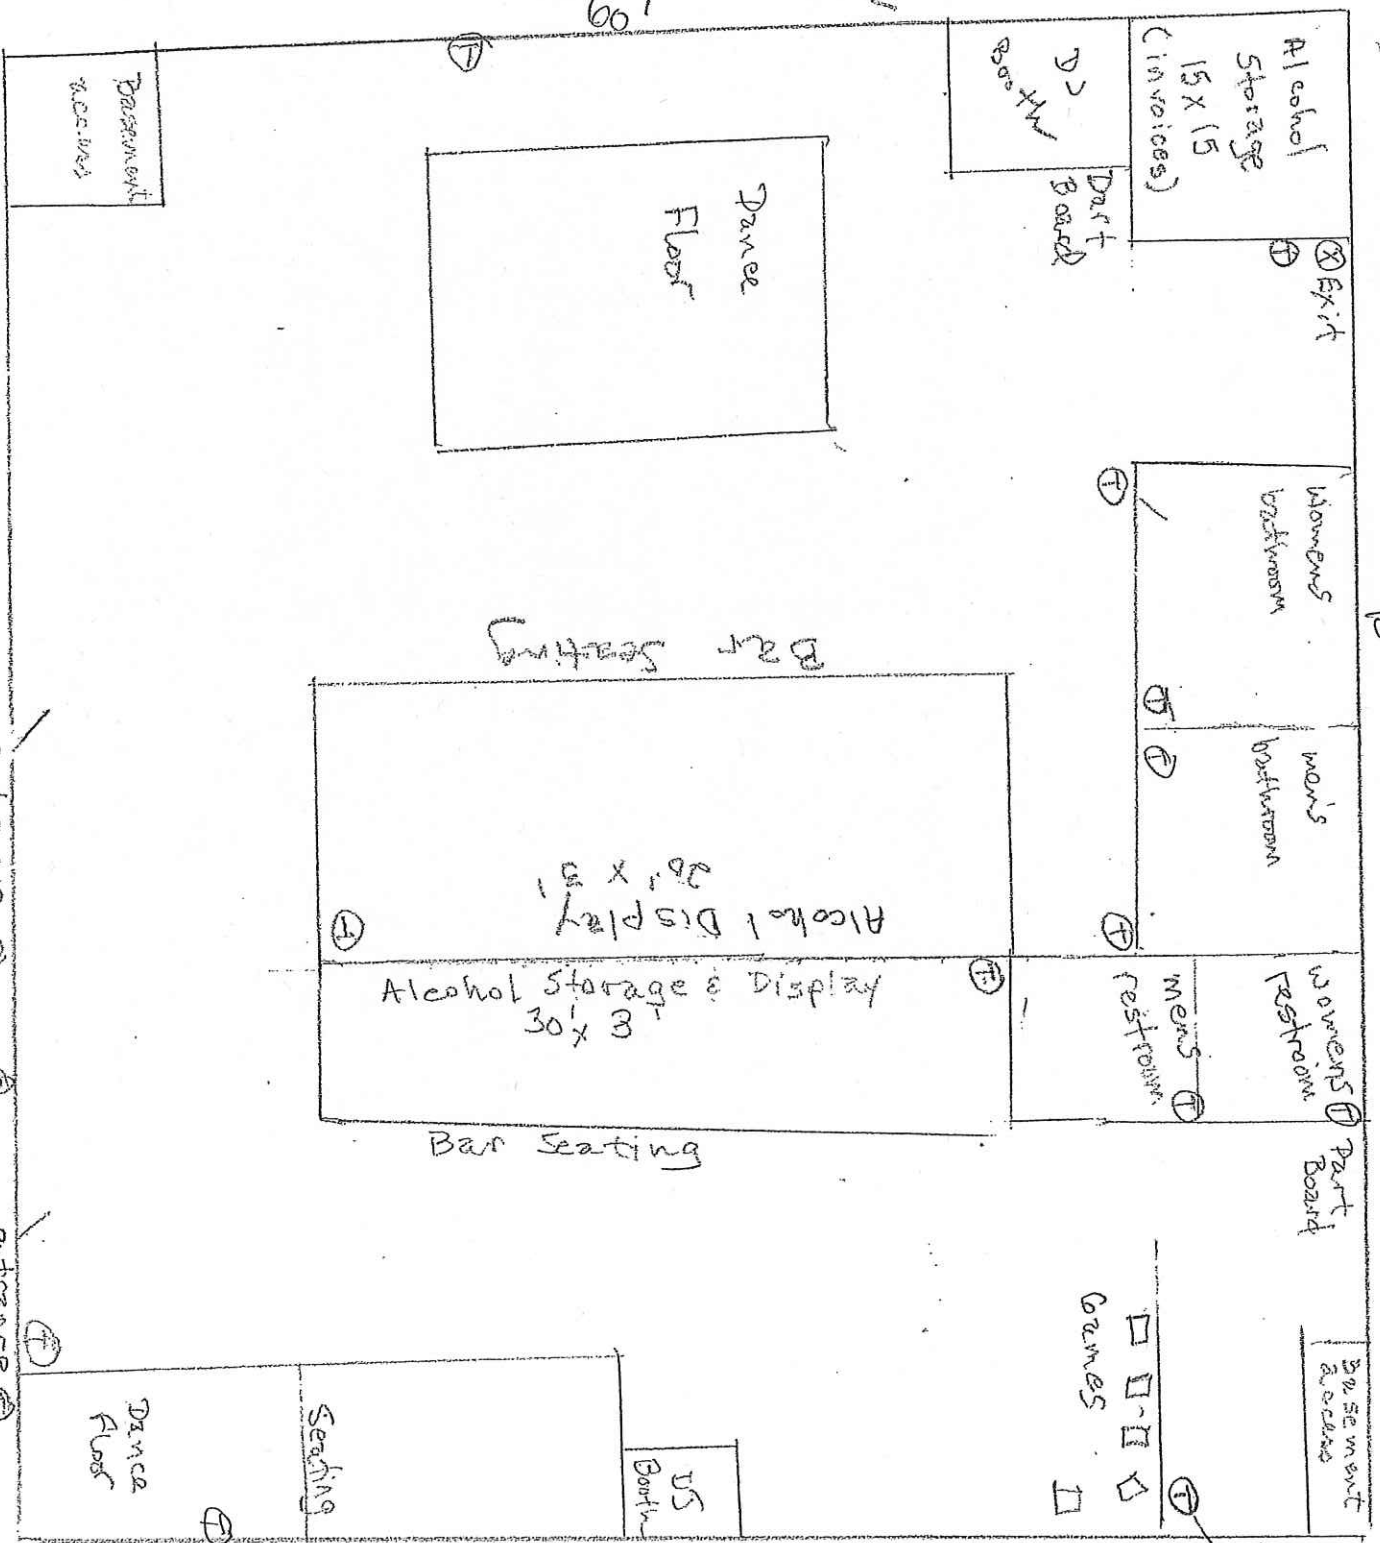 60'
Alcohol
Storage
15 x 15
(invoices)
DJ
Booth
Dart
Board
Ⓧ Exit
Ⓣ
Ⓣ
Basement
access
Dance
Floor
Womens
bathroom
Ⓣ
Ⓣ
men's
bathroom
Ⓣ
Ⓣ
Bar Seating
Alcohol Display
26' x 3'
Ⓣ
Alcohol Storage & Display
30' x 3'
Ⓣ
mens
restroom
Ⓣ
womens
restroom
Ⓣ
Bar Seating
Dart
Board
Games
Basement
access
Ⓣ
Ⓣ
Dance
Floor
Ⓣ
Seating
DJ
Booth